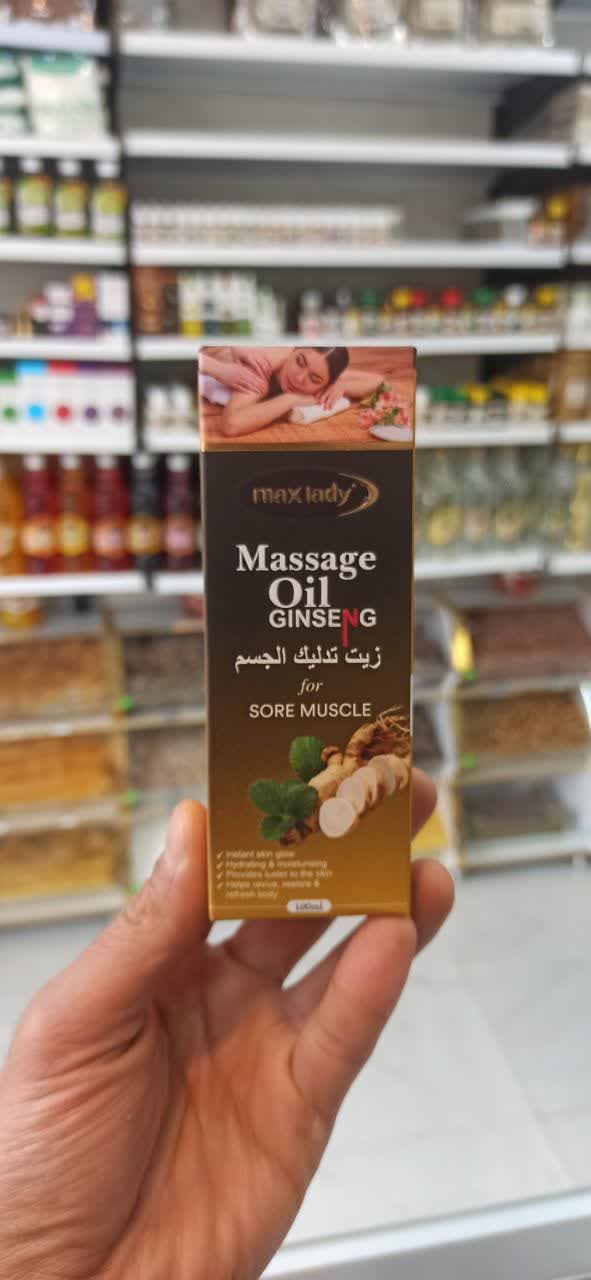 max lady
Massage
Oil
GINSENG
زيت تدليك الجسم
for
SORE MUSCLE
✓ Instant skin glow
✓ Hydrating & moisturising
✓ Provides luster to the skin
✓ Helps revive, restore &
refresh body
100ml